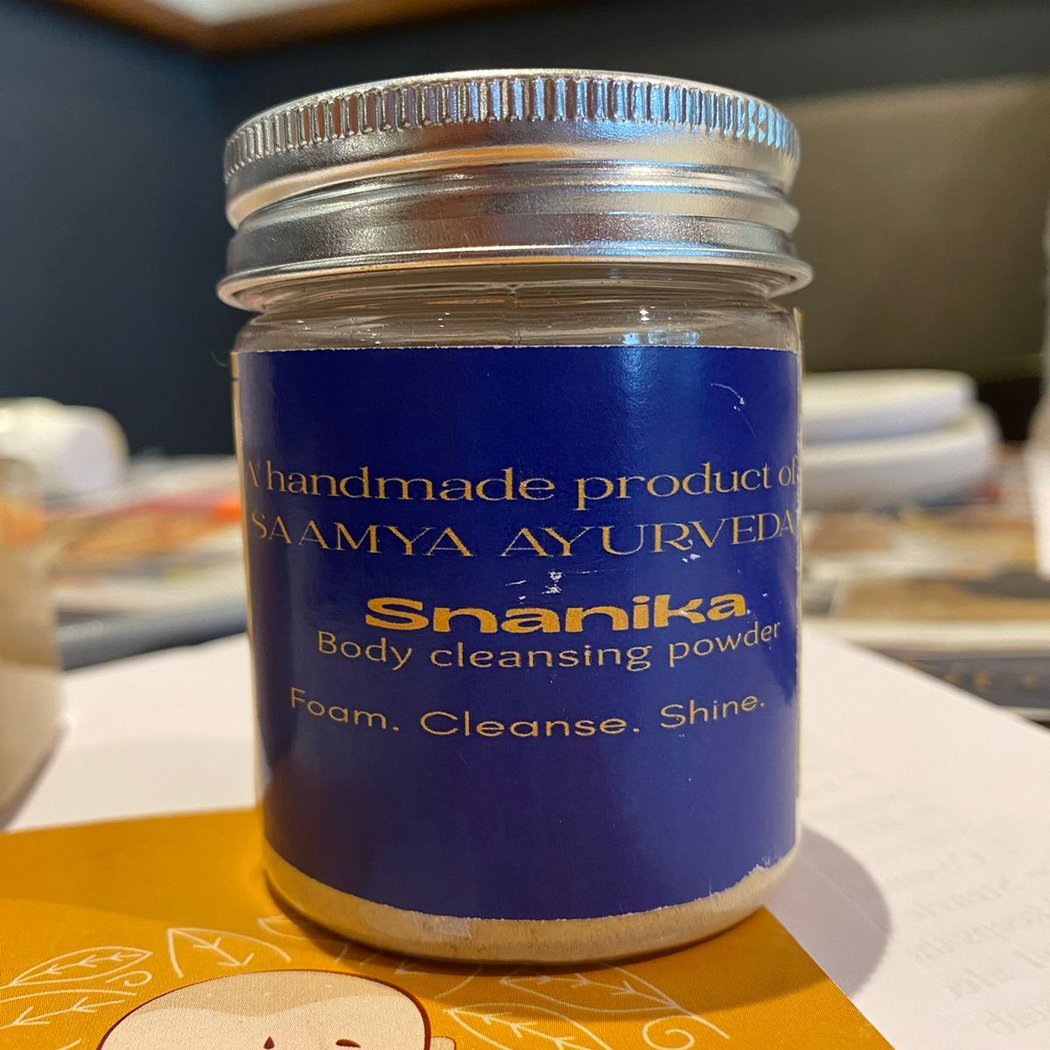 A handmade product of
SAAMYA AYURVEDA
Snanika
Body cleansing powder
Foam. Cleanse. Shine.